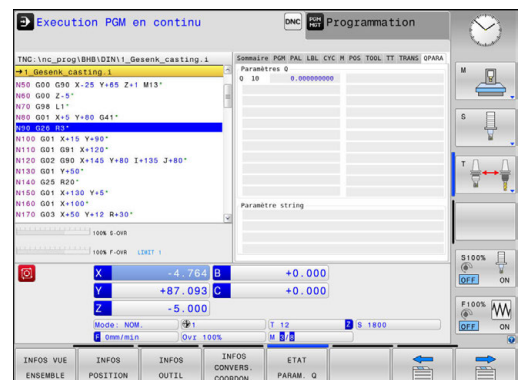 Execution PGM en continu
DNC
PGM MGT
Programmation
TNC:\nc_prog\BHB\DIN\1_Gesenk_casting.i
Sommaire PGM PAL LBL CYC M POS TOOL TT TRANS QPARA
→1_Gesenk_casting.i
N50 G00 G90 X-25 Y+65 Z+1 M13*
N60 G00 Z-5*
N70 G98 L1*
N80 G01 X+5 Y+80 G41*
N90 G26 R3*
N100 G01 X+15 Y+90*
N110 G01 G91 X+120*
N120 G02 G90 X+145 Y+80 I+135 J+80*
N130 G01 Y+50*
N140 G25 R20*
N150 G01 X+130 Y+5*
N160 G01 X+100*
N170 G03 X+50 Y+12 R+30*
Paramètres Q
Q 10 0.000000000
Paramètre string
100% S-OVR
100% F-OVR LIMIT 1
X -4.764 B +0.000
Y +87.093 C +0.000
Z -5.000
Mode: NOM. 1 T 12 Z S 1800
F 0mm/min Ovr 100% M 5/8
M
S
T
S100%
OFF ON
F100%
OFF ON
INFOS VUE ENSEMBLE
INFOS POSITION
INFOS OUTIL
INFOS CONVERS. COORDON.
ETAT PARAM. Q